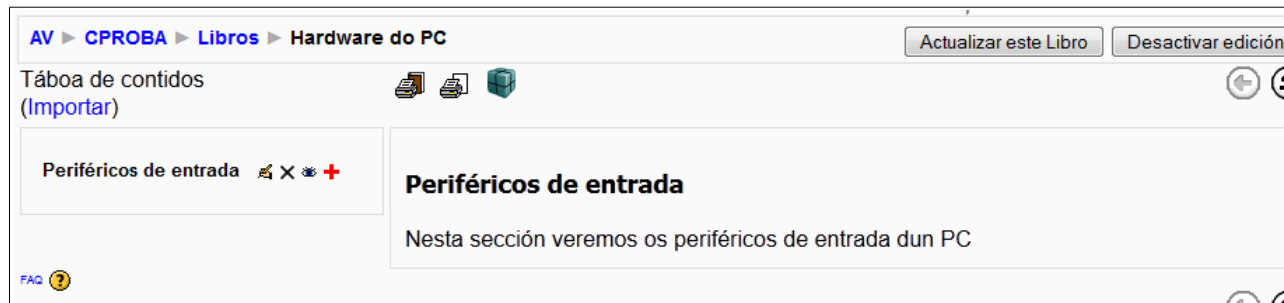 AV ► CPROBA ► Libros ► Hardware do PC
Actualizar este Libro
Desactivar edición
Táboa de contidos
(Importar)
Periféricos de entrada
Periféricos de entrada
Nesta sección veremos os periféricos de entrada dun PC
FAQ ?